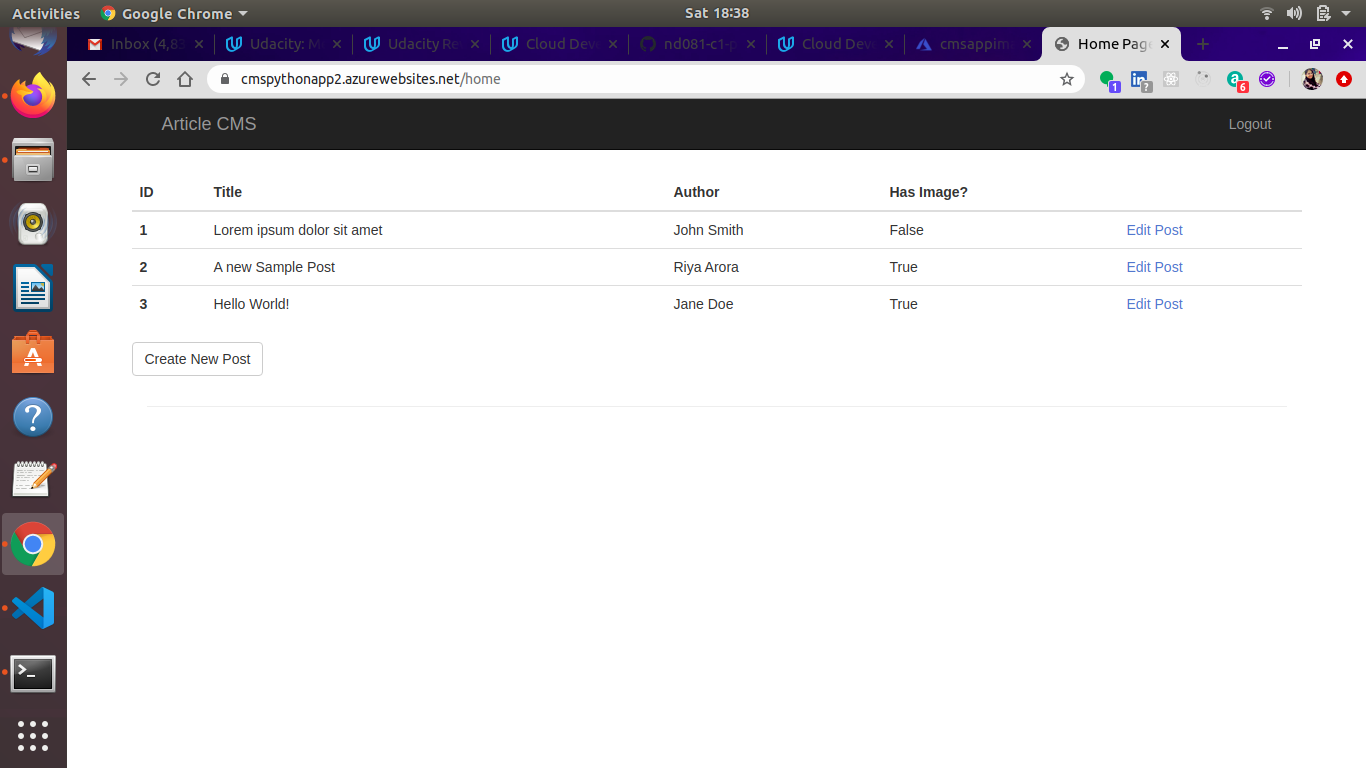 Activities Google Chrome Sat 18:38
Inbox (4,83 Udacity: M Udacity Re Cloud Deve nd081-c1-p Cloud Deve cmsappim Home Pag
cmspythonapp2.azurewebsites.net/home 1 ? 6
Article CMS Logout
ID Title Author Has Image?
1 Lorem ipsum dolor sit amet John Smith False Edit Post
2 A new Sample Post Riya Arora True Edit Post
3 Hello World! Jane Doe True Edit Post
Create New Post